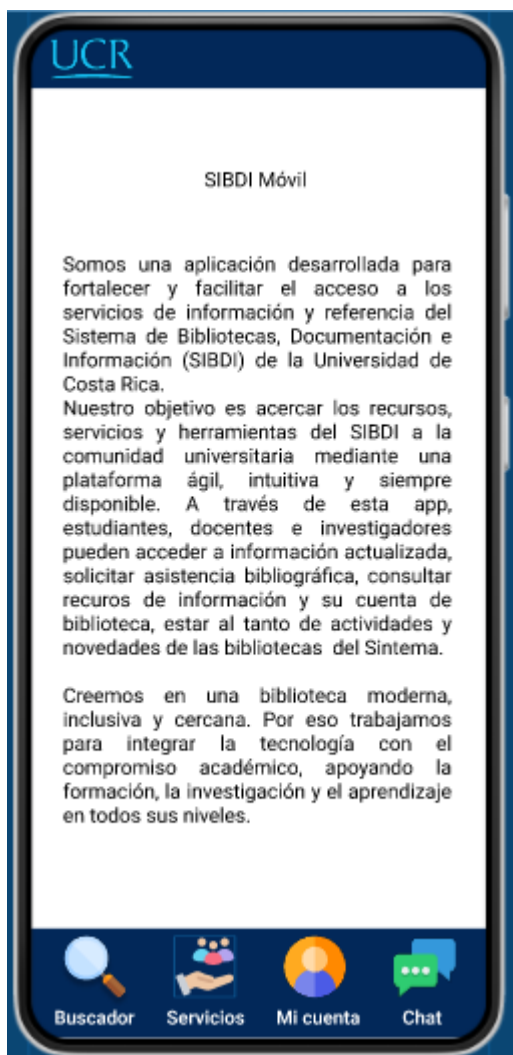 UCR
SIBDI Móvil
Somos una aplicación desarrollada para
fortalecer y facilitar el acceso a los
servicios de información y referencia del
Sistema de Bibliotecas, Documentación e
Información (SIBDI) de la Universidad de
Costa Rica.
Nuestro objetivo es acercar los recursos,
servicios y herramientas del SIBDI a la
comunidad universitaria mediante una
plataforma ágil, intuitiva y siempre
disponible. A través de esta app,
estudiantes, docentes e investigadores
pueden acceder a información actualizada,
solicitar asistencia bibliográfica, consultar
recuros de información y su cuenta de
biblioteca, estar al tanto de actividades y
novedades de las bibliotecas del Sintema.
Creemos en una biblioteca moderna,
inclusiva y cercana. Por eso trabajamos
para integrar la tecnología con el
compromiso académico, apoyando la
formación, la investigación y el aprendizaje
en todos sus niveles.
Buscador Servicios Mi cuenta Chat